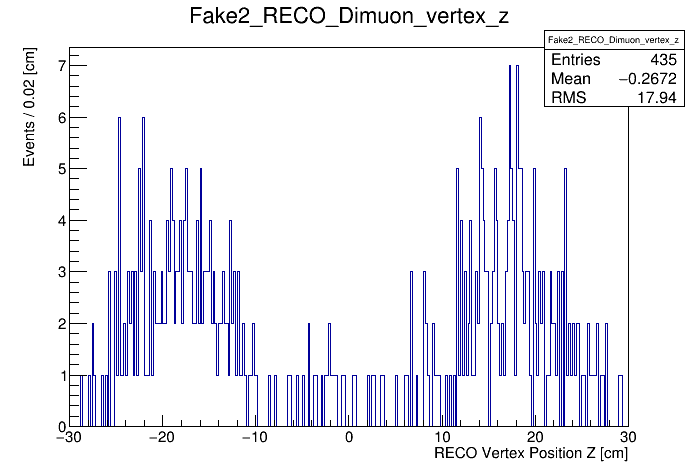 Fake2_RECO_Dimuon_vertex_z
Fake2_RECO_Dimuon_vertex_z
Entries 435
Mean −0.2672
RMS 17.94
Events / 0.02 [cm]
7
6
5
4
3
2
1
0
−30 −20 −10 0 10 20 30
RECO Vertex Position Z [cm]